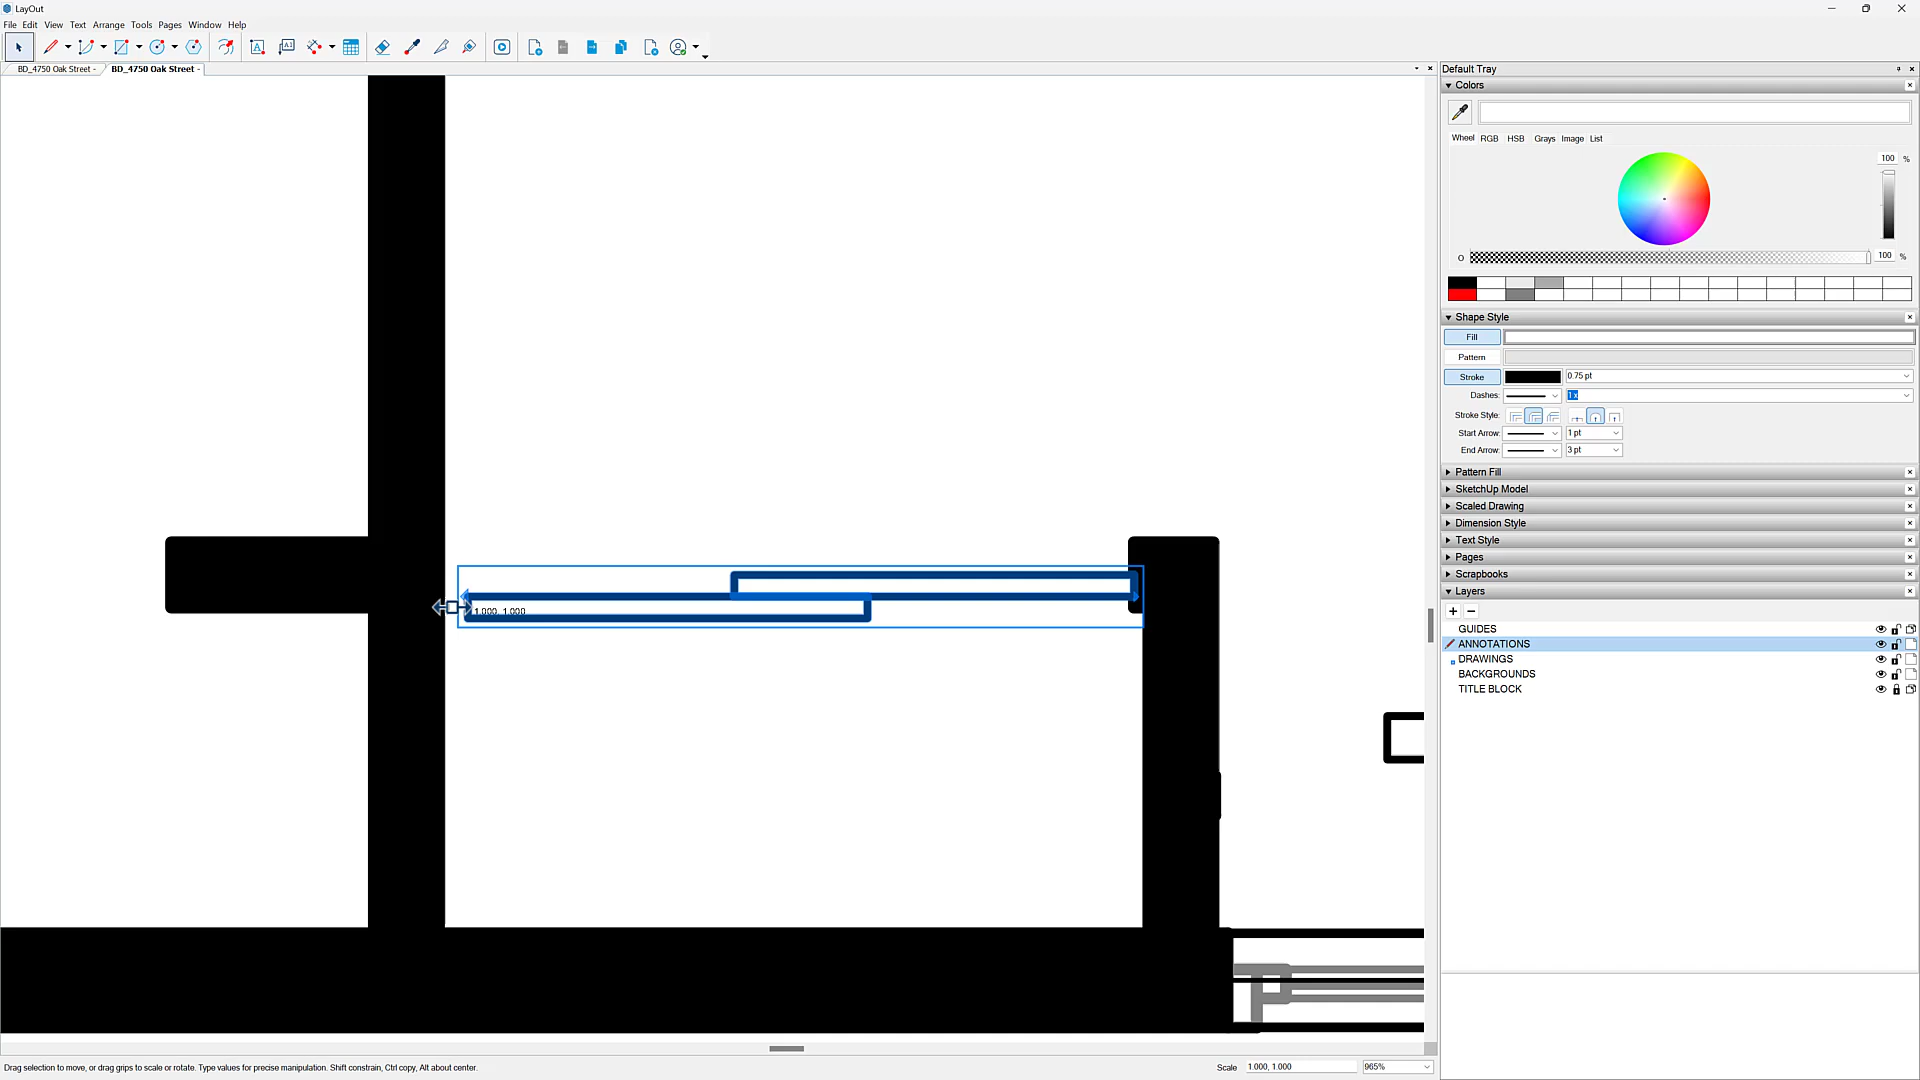 LayOut
File Edit View Text Arrange Tools Pages Window Help
BD_4750 Oak Street - BD_4750 Oak Street -
Default Tray
Colors
Wheel RGB HSB Grays Image List
100 %
O 100 %
Shape Style
Fill
Pattern
Stroke 0.75 pt
Dashes: 1 x
Stroke Style:
Start Arrow: 1 pt
End Arrow: 3 pt
Pattern Fill
SketchUp Model
Scaled Drawing
Dimension Style
Text Style
Pages
Scrapbooks
Layers
GUIDES
ANNOTATIONS
DRAWINGS
BACKGROUNDS
TITLE BLOCK
1.000, 1.000
Drag selection to move, or drag grips to scale or rotate. Type values for precise manipulation. Shift constrain, Ctrl copy, Alt about center.
Scale 1.000, 1.000 965%